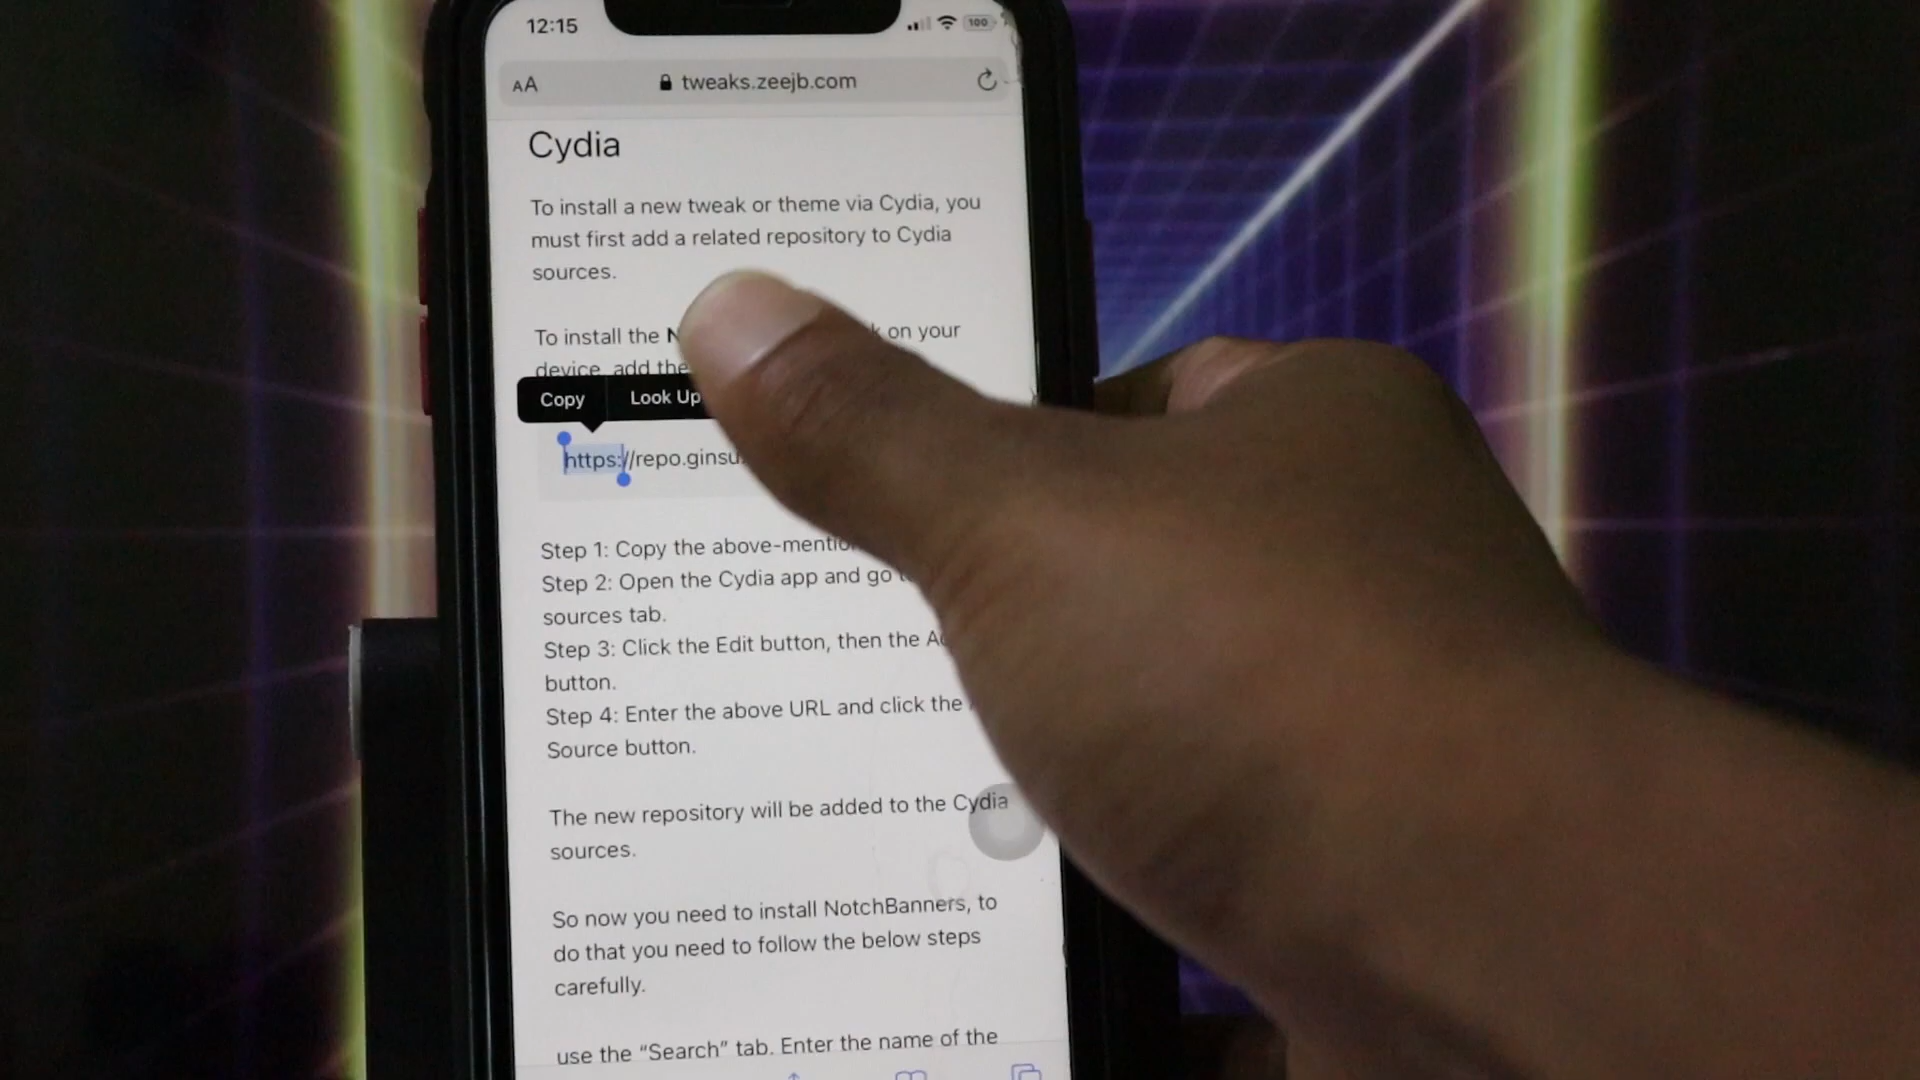 12:15
100
AA tweaks.zeejb.com
Cydia
To install a new tweak or theme via Cydia, you
must first add a related repository to Cydia
sources.
To install the on your
device, add the
Copy Look Up
https://repo.ginsu
Step 1: Copy the above-mention
Step 2: Open the Cydia app and go
sources tab.
Step 3: Click the Edit button, then the
button.
Step 4: Enter the above URL and click the
Source button.
The new repository will be added to the Cydia
sources.
So now you need to install NotchBanners, to
do that you need to follow the below steps
carefully.
use the “Search” tab. Enter the name of the